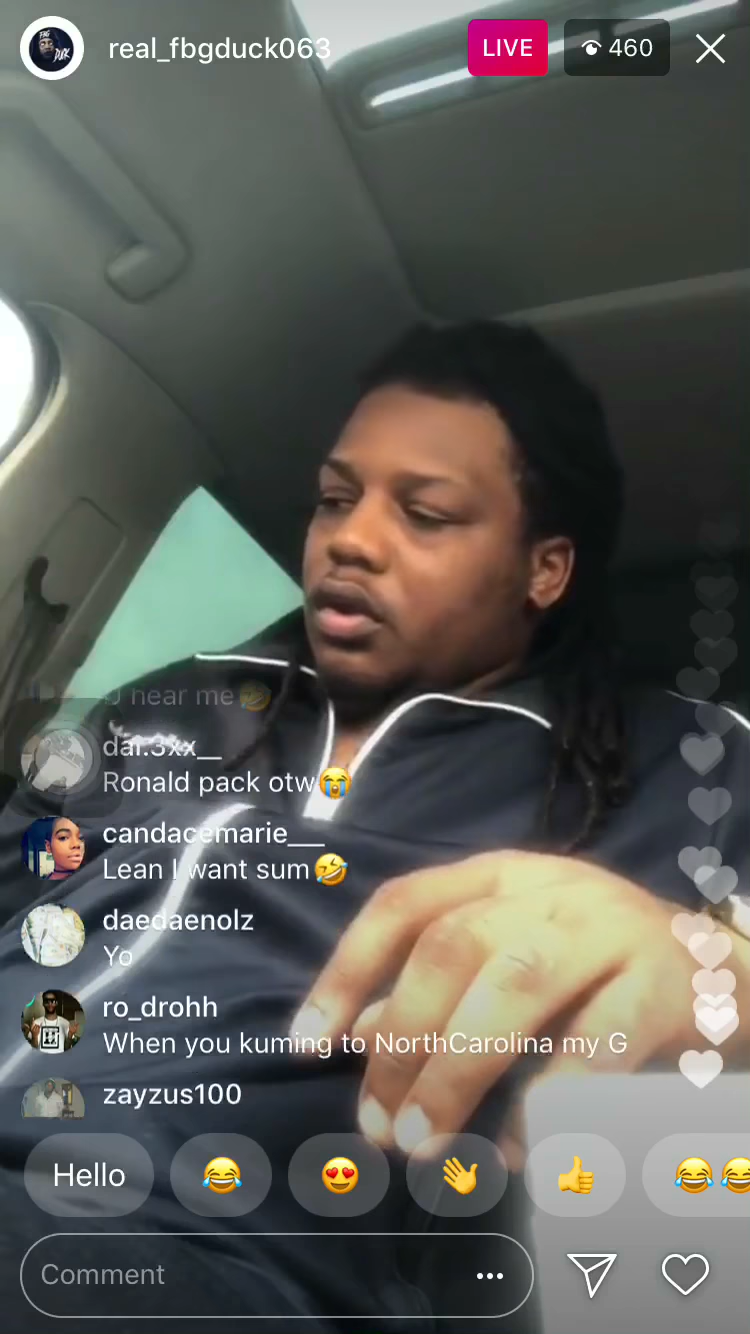 real_fbgduck063
LIVE
460
U hear me🤣
dai.3xx__
Ronald pack otw😭
candacemarie___
Lean I want sum🤣
daedaenolz
Yo
ro_drohh
When you kuming to NorthCarolina my G
zayzus100
Hello
😂
😍
👋
👍
😂😂
Comment